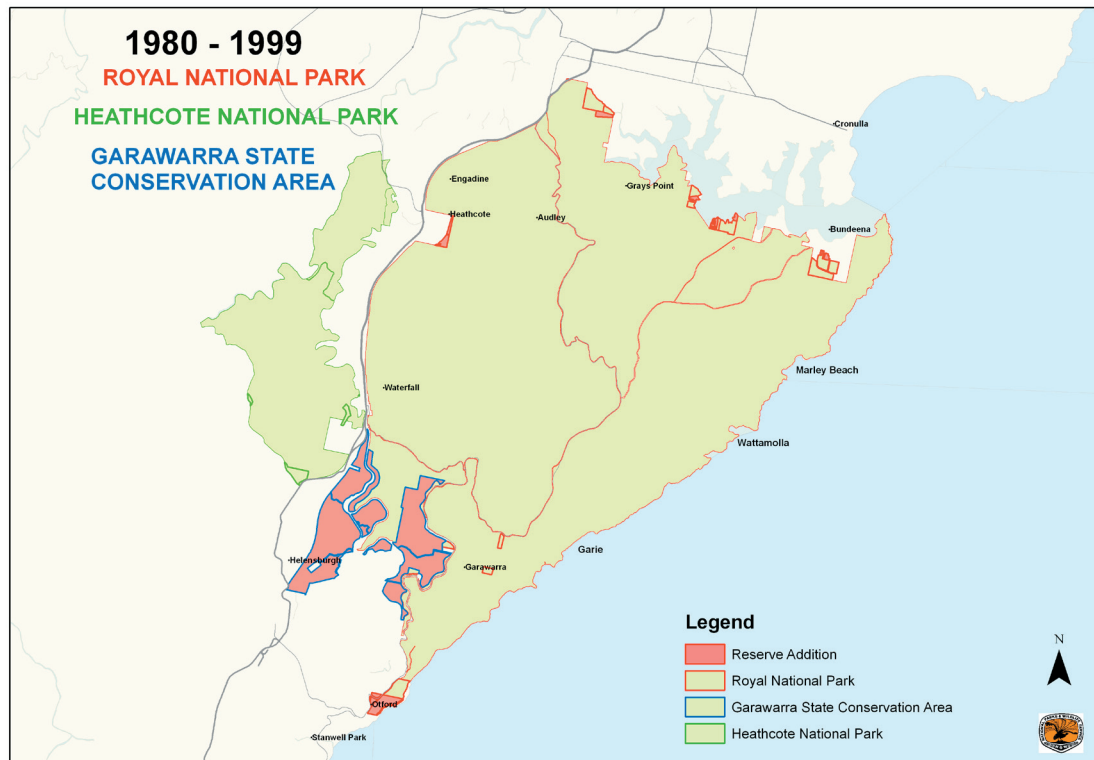 1980 - 1999
ROYAL NATIONAL PARK
HEATHCOTE NATIONAL PARK
GARAWARRA STATE
CONSERVATION AREA
Cronulla
Engadine
Grays Point
Heathcote
Audley
Bundeena
Marley Beach
Waterfall
Wattamolla
Garie
Helensburgh
Garawarra
Legend
Reserve Addition
Royal National Park
Garawarra State Conservation Area
Heathcote National Park
N
Otford
Stanwell Park